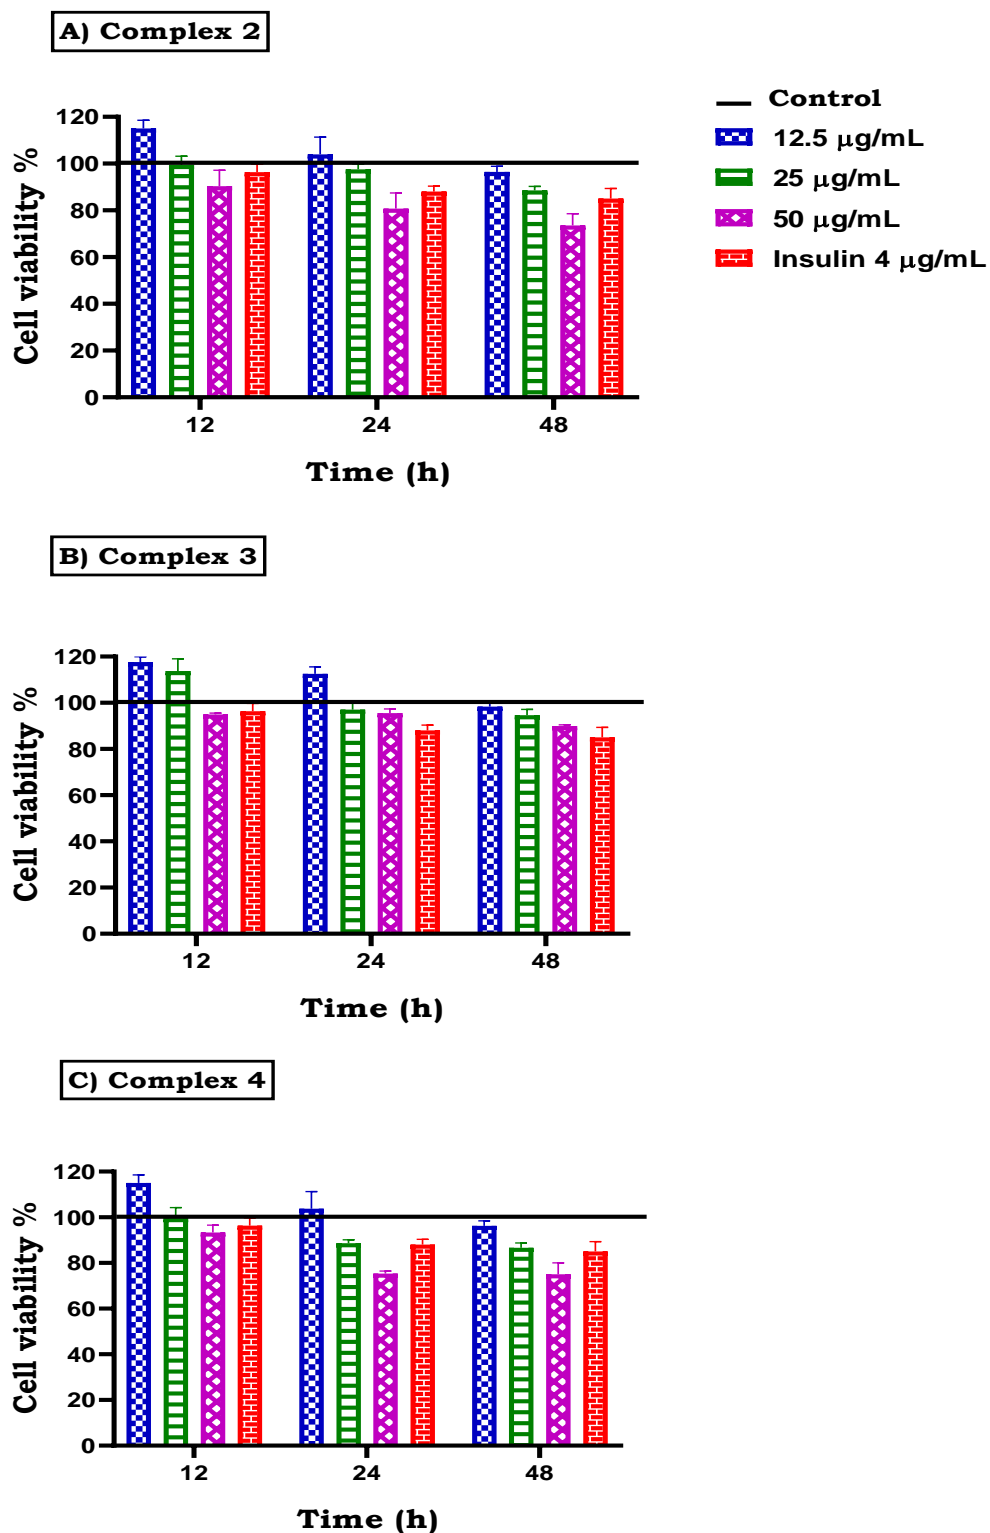 A) Complex 2
Control
12.5 μg/mL
25 μg/mL
50 μg/mL
Insulin 4 μg/mL
Cell viability %
120
100
80
60
40
20
0
12 24 48
Time (h)
B) Complex 3
Cell viability %
120
100
80
60
40
20
0
12 24 48
Time (h)
C) Complex 4
Cell viability %
120
100
80
60
40
20
0
12 24 48
Time (h)